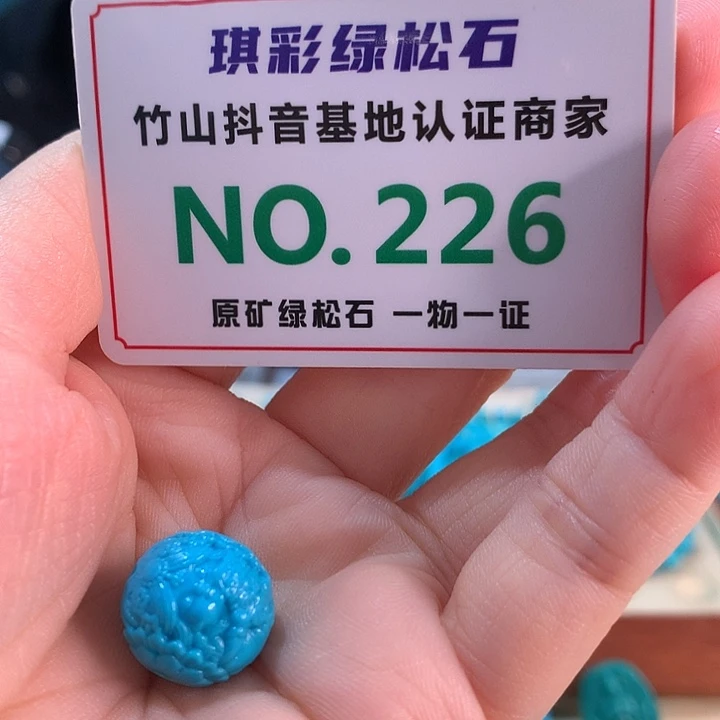 琪彩绿松石
竹山抖音基地认证商家
NO.226
原矿绿松石 一物一证